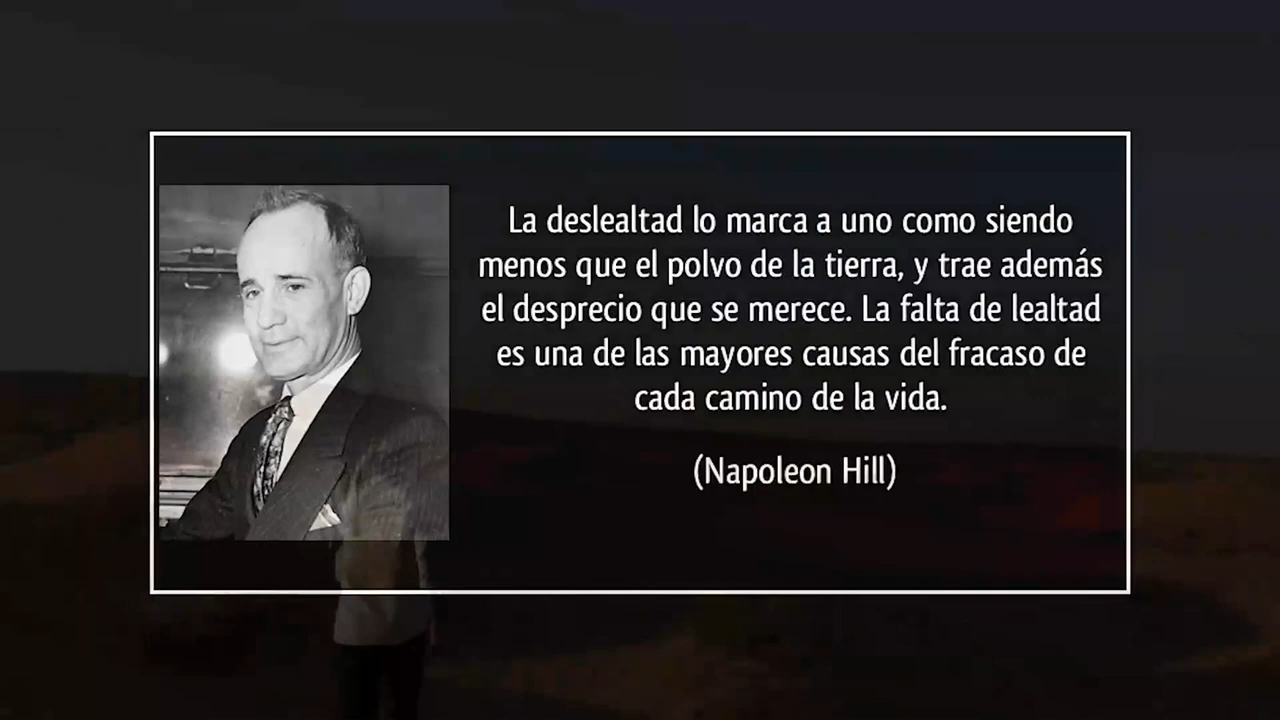 La deslealtad lo marca a uno como siendo
menos que el polvo de la tierra, y trae además
el desprecio que se merece. La falta de lealtad
es una de las mayores causas del fracaso de
cada camino de la vida.
(Napoleon Hill)